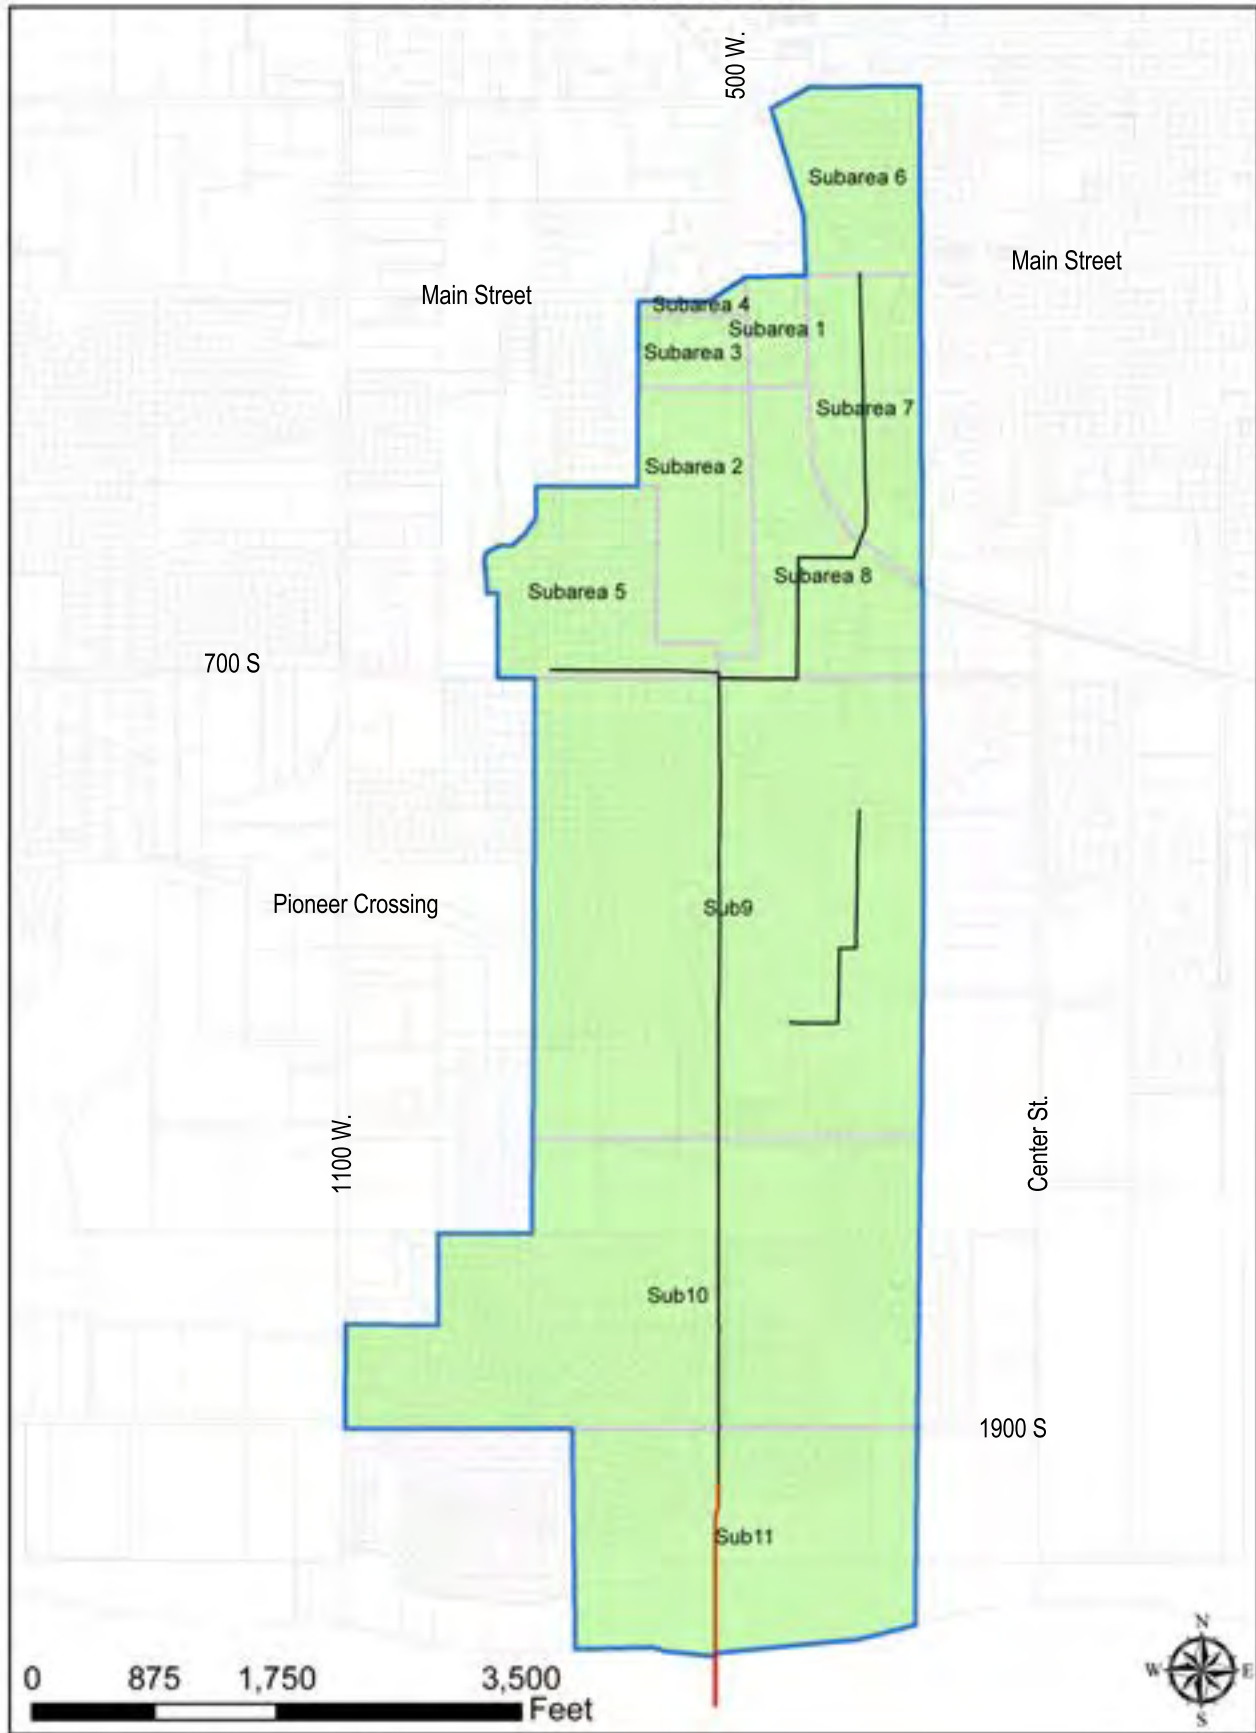 500 W.
Subarea 6
Main Street
Main Street
Subarea 4
Subarea 1
Subarea 3
Subarea 7
Subarea 2
Subarea 8
Subarea 5
700 S
Pioneer Crossing
Sub9
1100 W.
Center St.
Sub10
1900 S
Sub11
N
W E
S
0 875 1,750 3,500
Feet